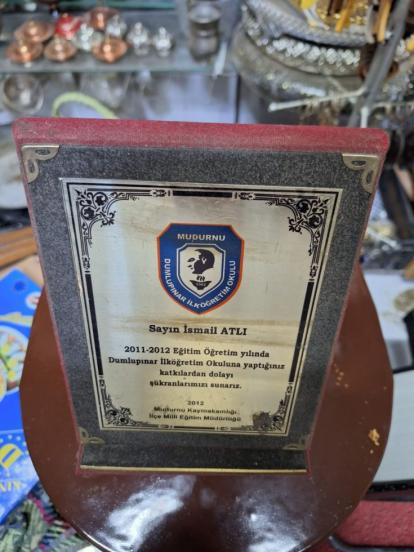 MUDURNU
DUMLUPINAR İLKÖĞRETİM OKULU
Sayın İsmail ATLI
2011-2012 Eğitim Öğretim yılında
Dumlupınar İlköğretim Okuluna yaptığınız
katkılardan dolayı
şükranlarımızı sunarız.
2012
Mudurnu Kaymakamlığı
İlçe Milli Eğitim Müdürlüğü